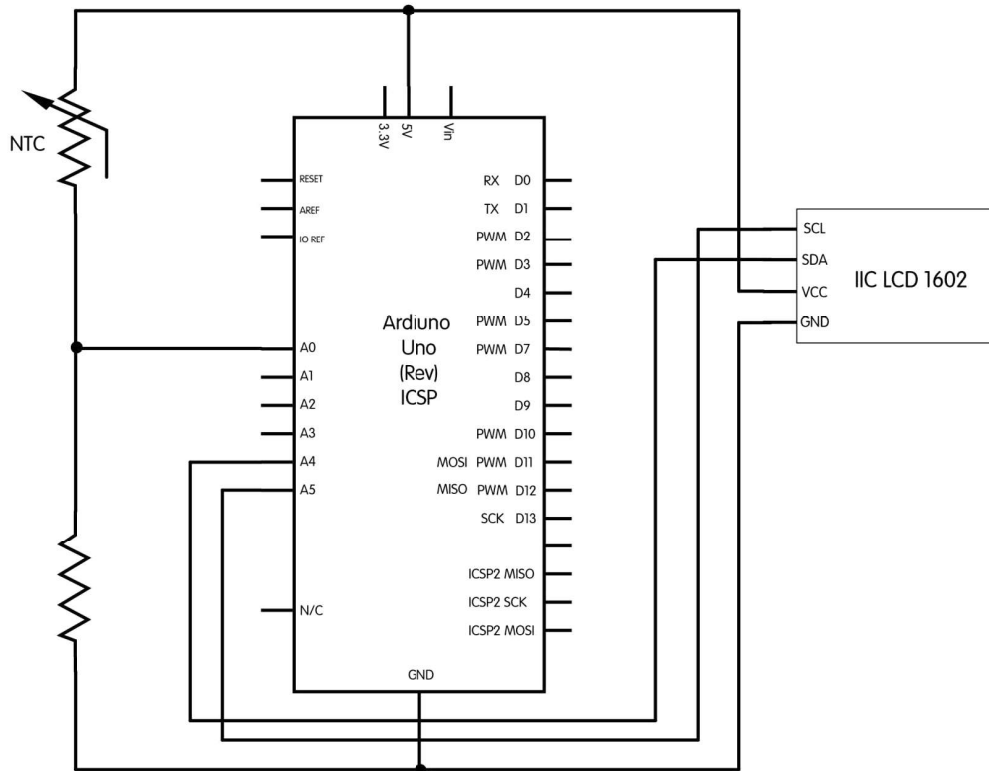 3.3V
5V
Vin
NTC
RESET
AREF
IO REF
A0
A1
A2
A3
A4
A5
N/C
Ardiuno
Uno
(Rev)
ICSP
RX D0
TX D1
PWM D2
PWM D3
D4
PWM D5
PWM D7
D8
D9
PWM D10
MOSI PWM D11
MISO PWM D12
SCK D13
ICSP2 MISO
ICSP2 SCK
ICSP2 MOSI
GND
SCL
SDA
VCC
GND
IIC LCD 1602